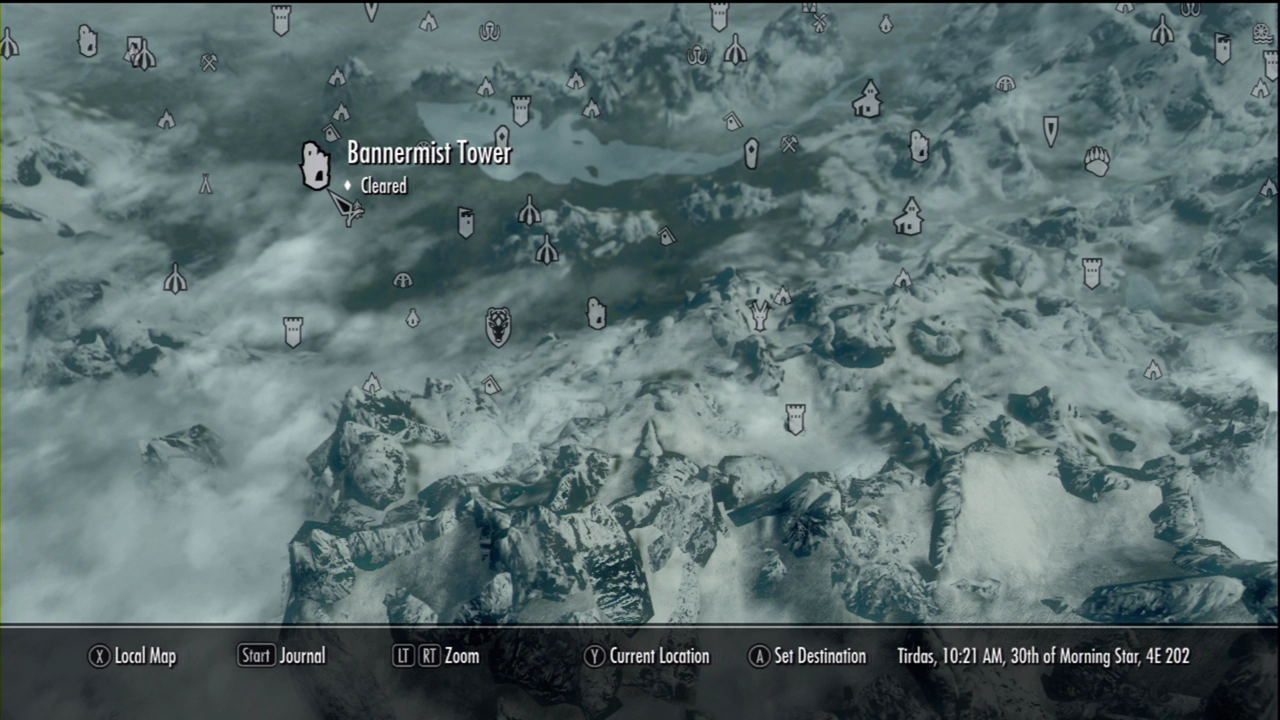 Bannermist Tower
Cleared
X Local Map Start Journal LT RT Zoom Y Current Location A Set Destination Tirdas, 10:21 AM, 30th of Morning Star, 4E 202